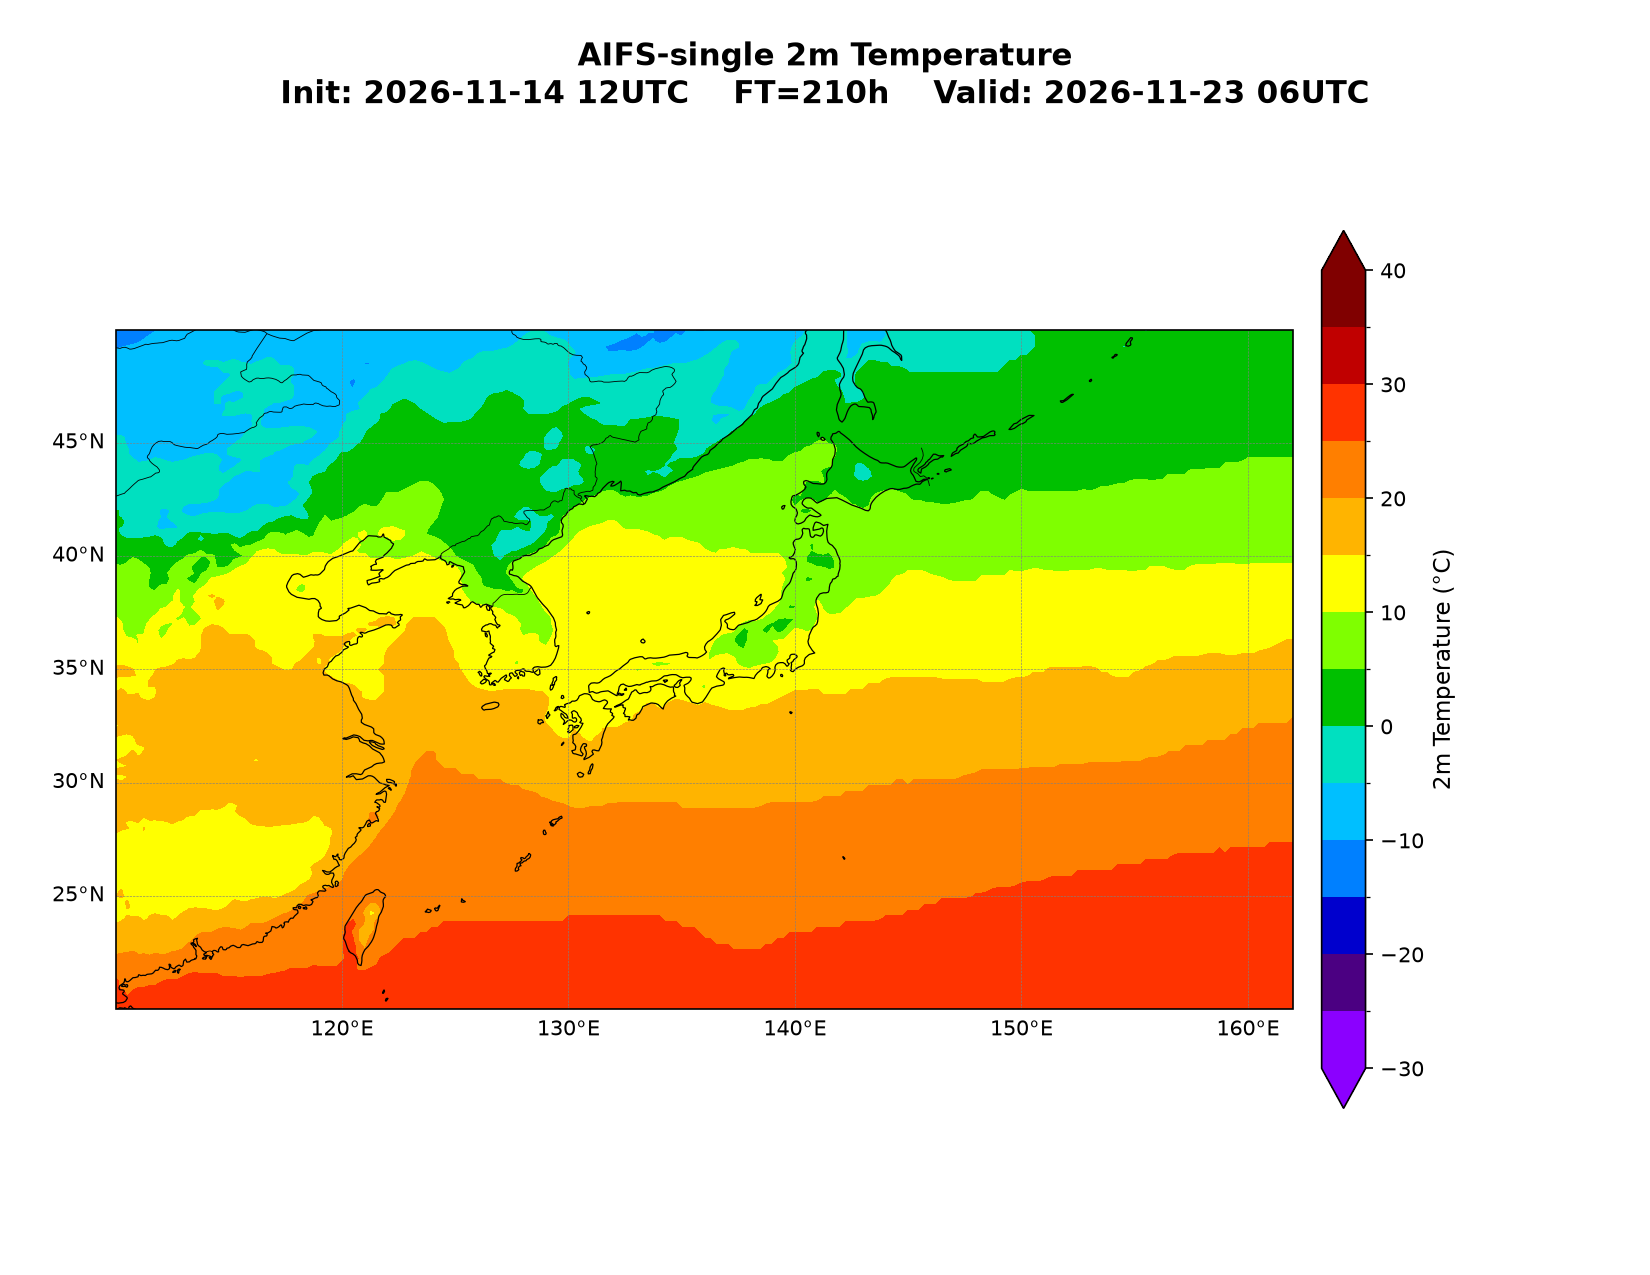 AIFS-single 2m Temperature
Init: 2026-11-14 12UTC    FT=210h    Valid: 2026-11-23 06UTC
45°N
40°N
35°N
30°N
25°N
120°E
130°E
140°E
150°E
160°E
40
30
20
10
0
−10
−20
−30
2m Temperature (°C)